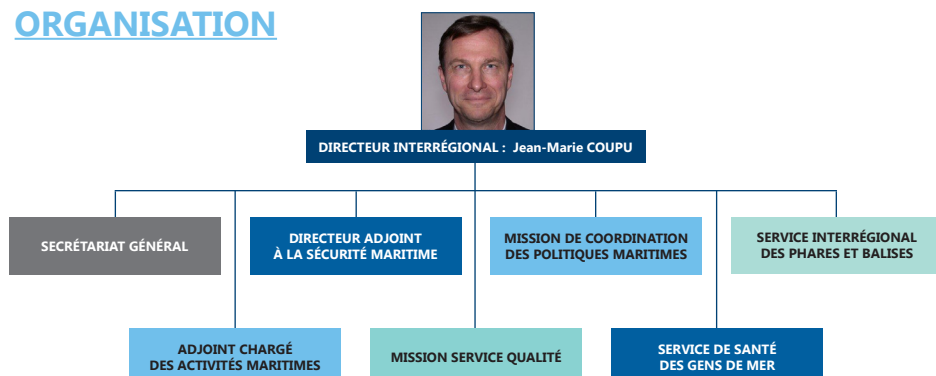 ORGANISATION
DIRECTEUR INTERRÉGIONAL : Jean-Marie COUPU
SECRÉTARIAT GÉNÉRAL
DIRECTEUR ADJOINT
À LA SÉCURITÉ MARITIME
MISSION DE COORDINATION
DES POLITIQUES MARITIMES
SERVICE INTERRÉGIONAL
DES PHARES ET BALISES
ADJOINT CHARGÉ
DES ACTIVITÉS MARITIMES
MISSION SERVICE QUALITÉ
SERVICE DE SANTÉ
DES GENS DE MER